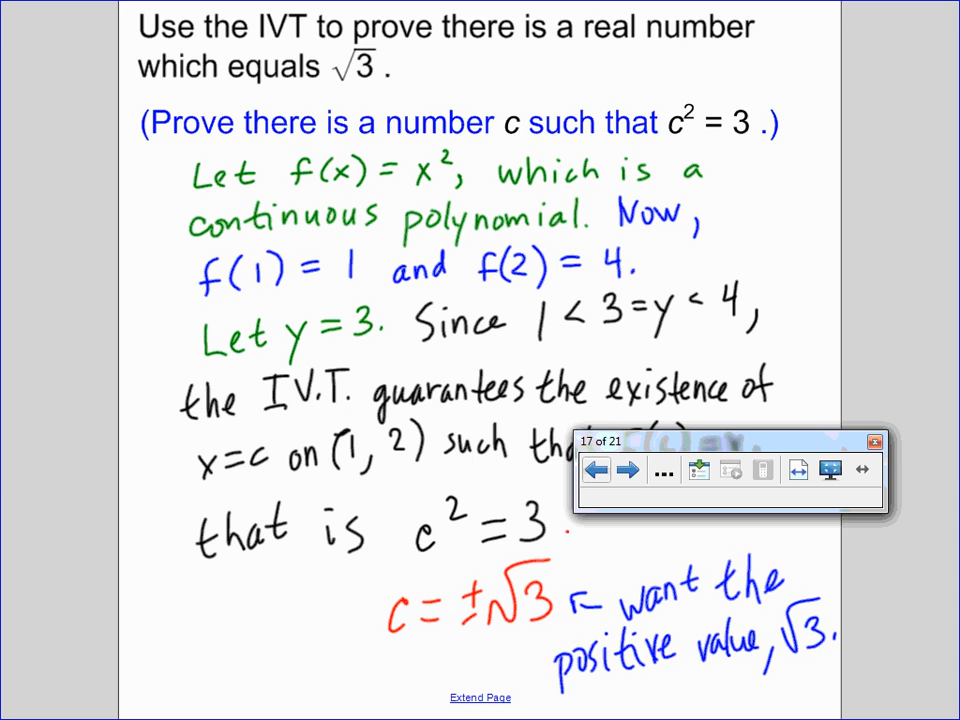 Use the IVT to prove there is a real number
which equals √3 .
(Prove there is a number c such that c² = 3 .)
Let f(x) = x², which is a
continuous polynomial. Now,
f(1) = 1 and f(2) = 4.
Let y = 3. Since 1 < 3 = y < 4,
the I.V.T. guarantees the existence of
x = c on (1, 2) such that
17 of 21
that is c² = 3.
c = ±√3 ← want the
positive value, √3.
Extend Page